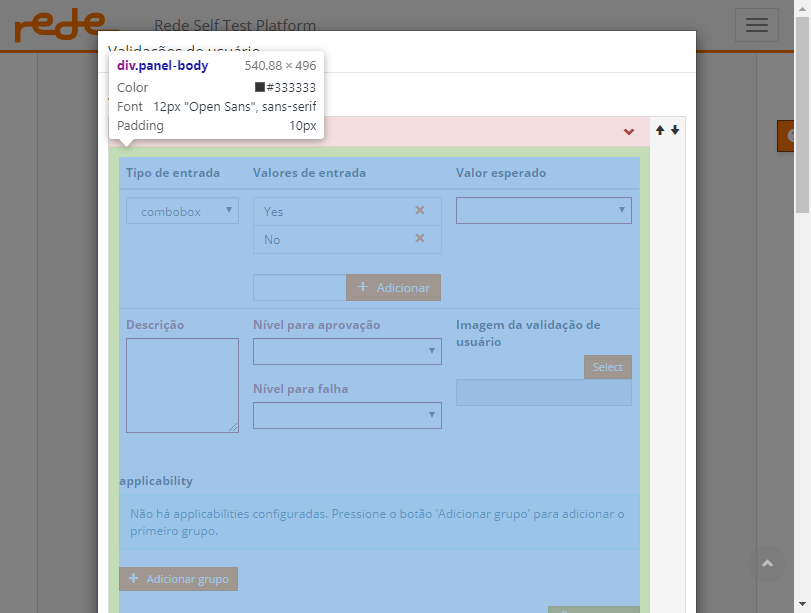 rede
Rede Self Test Platform
Validações de usuário
div.panel-body 540.88 × 496
Color #333333
Font 12px "Open Sans", sans-serif
Padding 10px
Tipo de entrada Valores de entrada Valor esperado
combobox Yes
No
Adicionar
Descrição Nível para aprovação Imagem da validação de
usuário
Select
Nível para falha
applicability
Não há applicabilities configuradas. Pressione o botão 'Adicionar grupo' para adicionar o
primeiro grupo.
Adicionar grupo